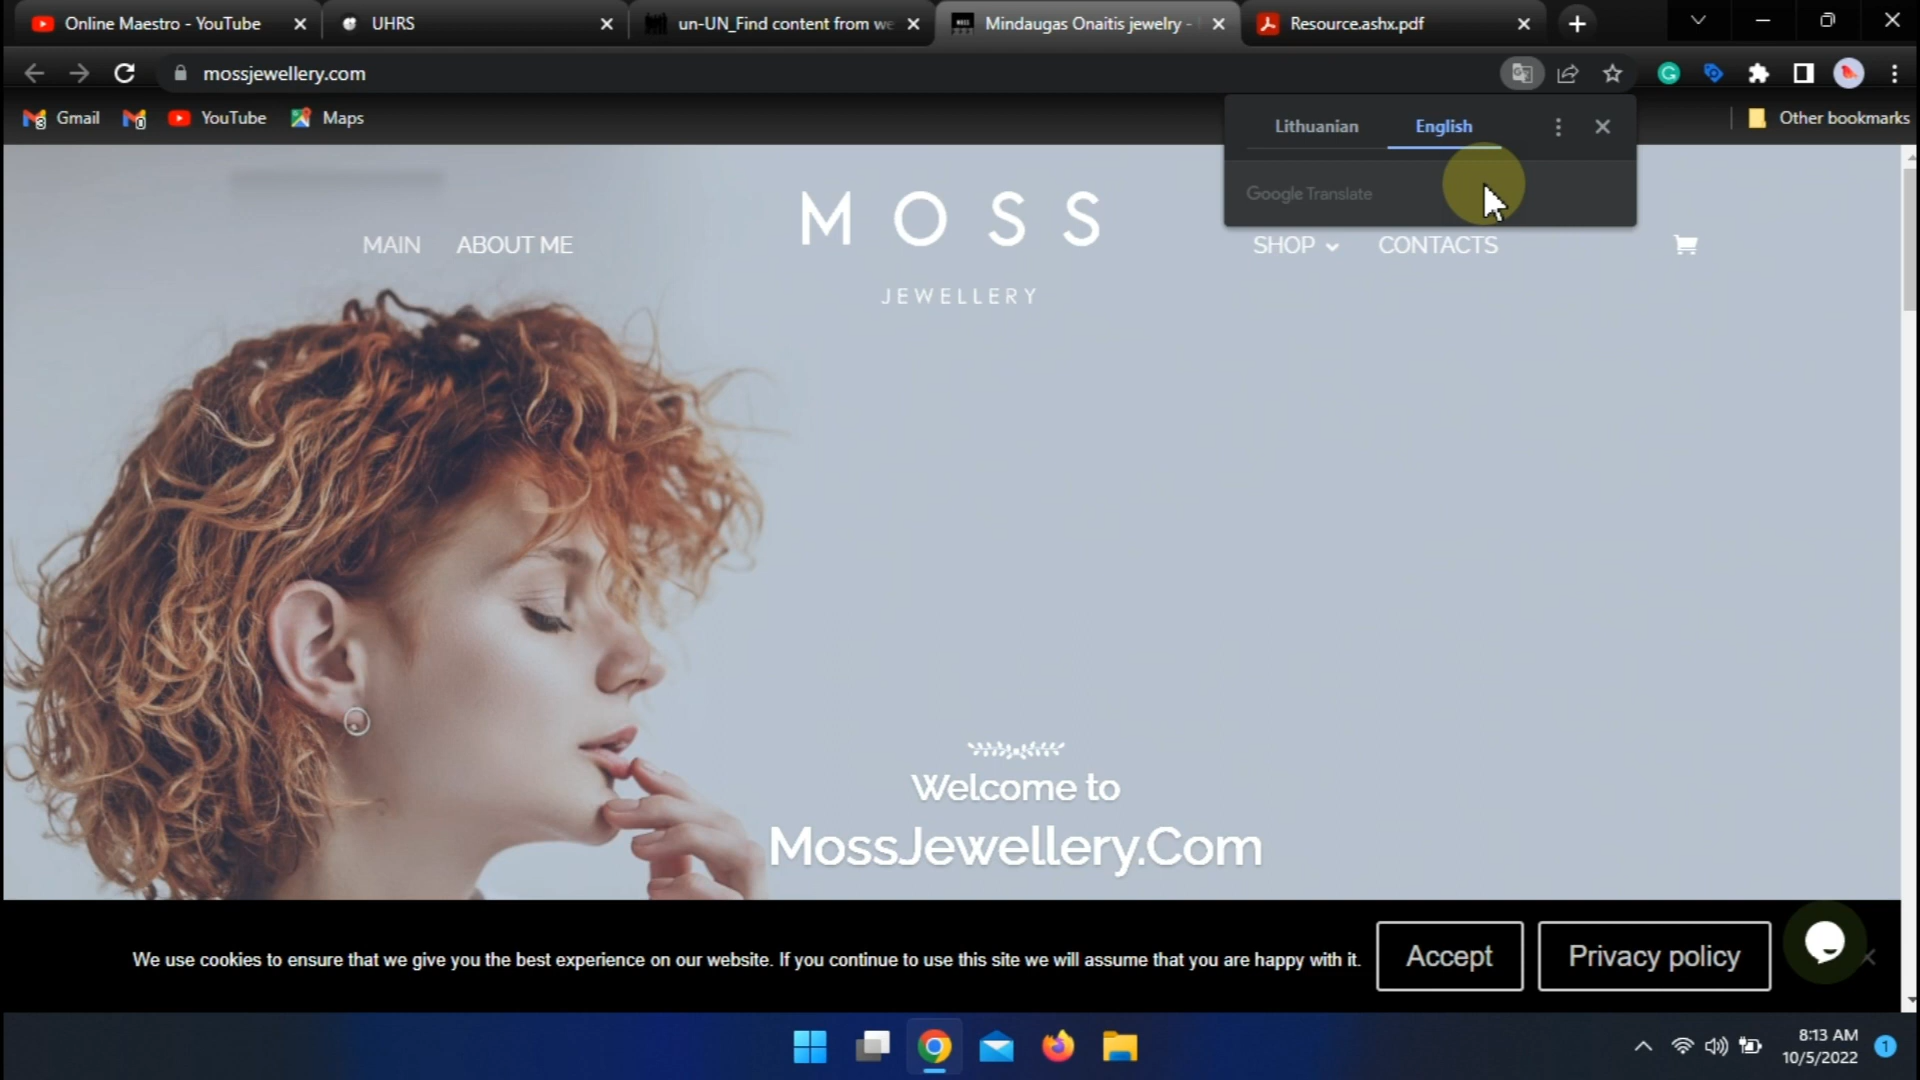 Online Maestro - YouTube
UHRS
un-UN_Find content from we
Mindaugas Onaitis jewelry -
Resource.ashx.pdf
mossjewellery.com
Gmail
YouTube
Maps
Other bookmarks
Lithuanian
English
Google Translate
MAIN
ABOUT ME
MOSS
JEWELLERY
SHOP
CONTACTS
Welcome to
MossJewellery.Com
We use cookies to ensure that we give you the best experience on our website. If you continue to use this site we will assume that you are happy with it.
Accept
Privacy policy
8:13 AM
10/5/2022
1